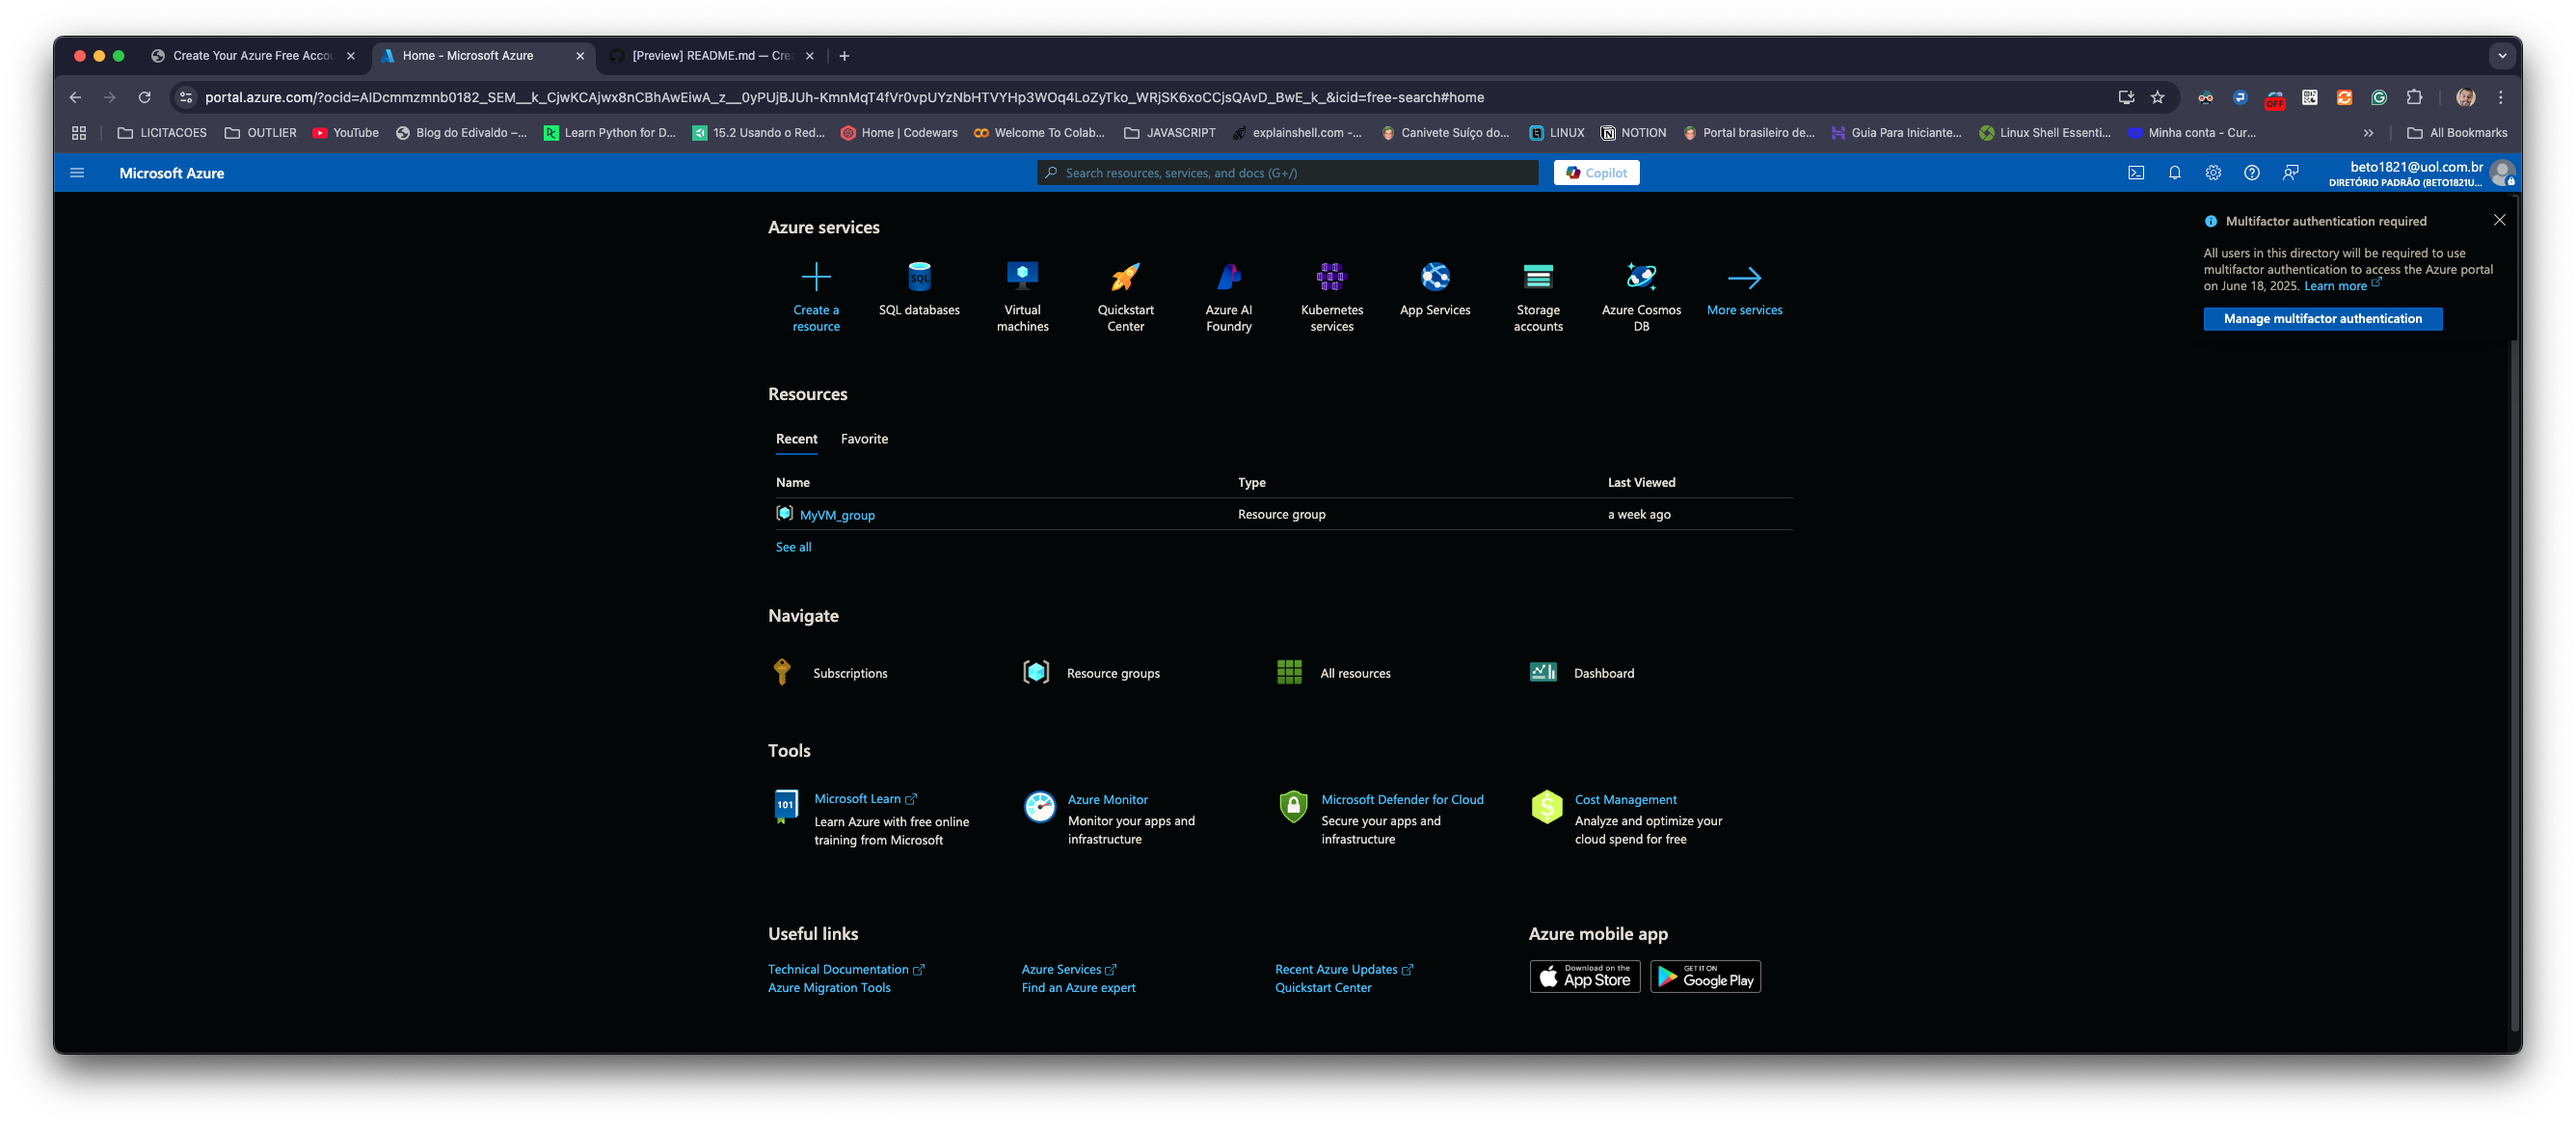 Create Your Azure Free Accou
Home - Microsoft Azure
[Preview] README.md — Cre
portal.azure.com/?ocid=AIDcmmzmnb0182_SEM__k_CjwKCAjwx8nCBhAwEiwA_z__0yPUjBJUh-KmnMqT4fVr0vpUYzNbHTVYHp3WOq4LoZyTko_WRjSK6xoCCjsQAvD_BwE_k_&icid=free-search#home
OFF
LICITACOES
OUTLIER
YouTube
Blog do Edivaldo –...
Learn Python for D...
15.2 Usando o Red...
Home | Codewars
Welcome To Colab...
JAVASCRIPT
explainshell.com -...
Canivete Suíço do...
LINUX
NOTION
Portal brasileiro de...
Guia Para Iniciante...
Linux Shell Essenti...
Minha conta - Cur...
All Bookmarks
Microsoft Azure
Search resources, services, and docs (G+/)
Copilot
beto1821@uol.com.br
DIRETÓRIO PADRÃO (BETO1821U...
Multifactor authentication required
All users in this directory will be required to use
multifactor authentication to access the Azure portal
on June 18, 2025. Learn more
Manage multifactor authentication
Azure services
Create a
resource
SQL
SQL databases
Virtual
machines
Quickstart
Center
Azure AI
Foundry
Kubernetes
services
App Services
Storage
accounts
Azure Cosmos
DB
More services
Resources
Recent
Favorite
Name
Type
Last Viewed
MyVM_group
Resource group
a week ago
See all
Navigate
Subscriptions
Resource groups
All resources
Dashboard
Tools
101
Microsoft Learn
Learn Azure with free online
training from Microsoft
Azure Monitor
Monitor your apps and
infrastructure
Microsoft Defender for Cloud
Secure your apps and
infrastructure
Cost Management
Analyze and optimize your
cloud spend for free
Useful links
Technical Documentation
Azure Migration Tools
Azure Services
Find an Azure expert
Recent Azure Updates
Quickstart Center
Azure mobile app
Download on the
App Store
GET IT ON
Google Play